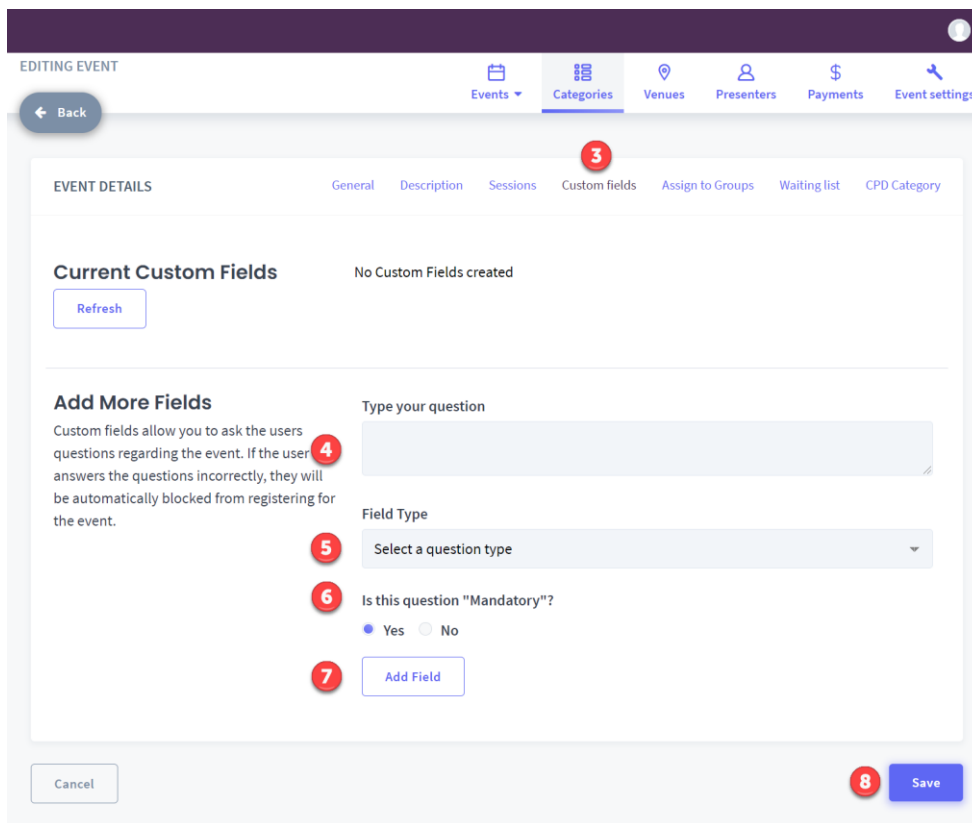 EDITING EVENT
Back
Events
Categories
Venues
Presenters
Payments
Event settings
3
EVENT DETAILS
General
Description
Sessions
Custom fields
Assign to Groups
Waiting list
CPD Category
Current Custom Fields
No Custom Fields created
Refresh
Add More Fields
Custom fields allow you to ask the users
questions regarding the event. If the user
answers the questions incorrectly, they will
be automatically blocked from registering for
the event.
Type your question
4
Field Type
5
Select a question type
6
Is this question "Mandatory"?
Yes
No
7
Add Field
Cancel
8
Save